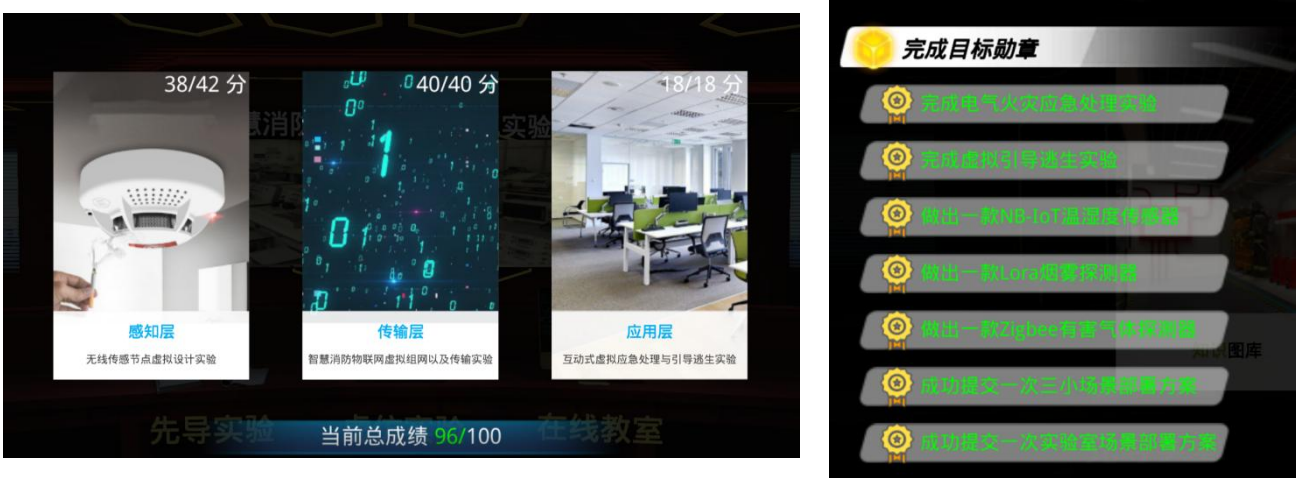 38/42 分
40/40 分
18/18 分
慧消防
实验
感知层
传输层
应用层
无线传感节点虚拟设计实验
智慧消防物联网虚拟组网以及传输实验
互动式虚拟应急处理与引导逃生实验
先导实验
在线教室
当前总成绩 96/100
完成目标勋章
完成电气火灾应急处理实验
完成虚拟引导逃生实验
做出一款NB-IoT温湿度传感器
做出一款Lora烟雾探测器
做出一款Zigbee有害气体探测器
知识图库
成功提交一次三小场景部署方案
成功提交一次实验室场景部署方案